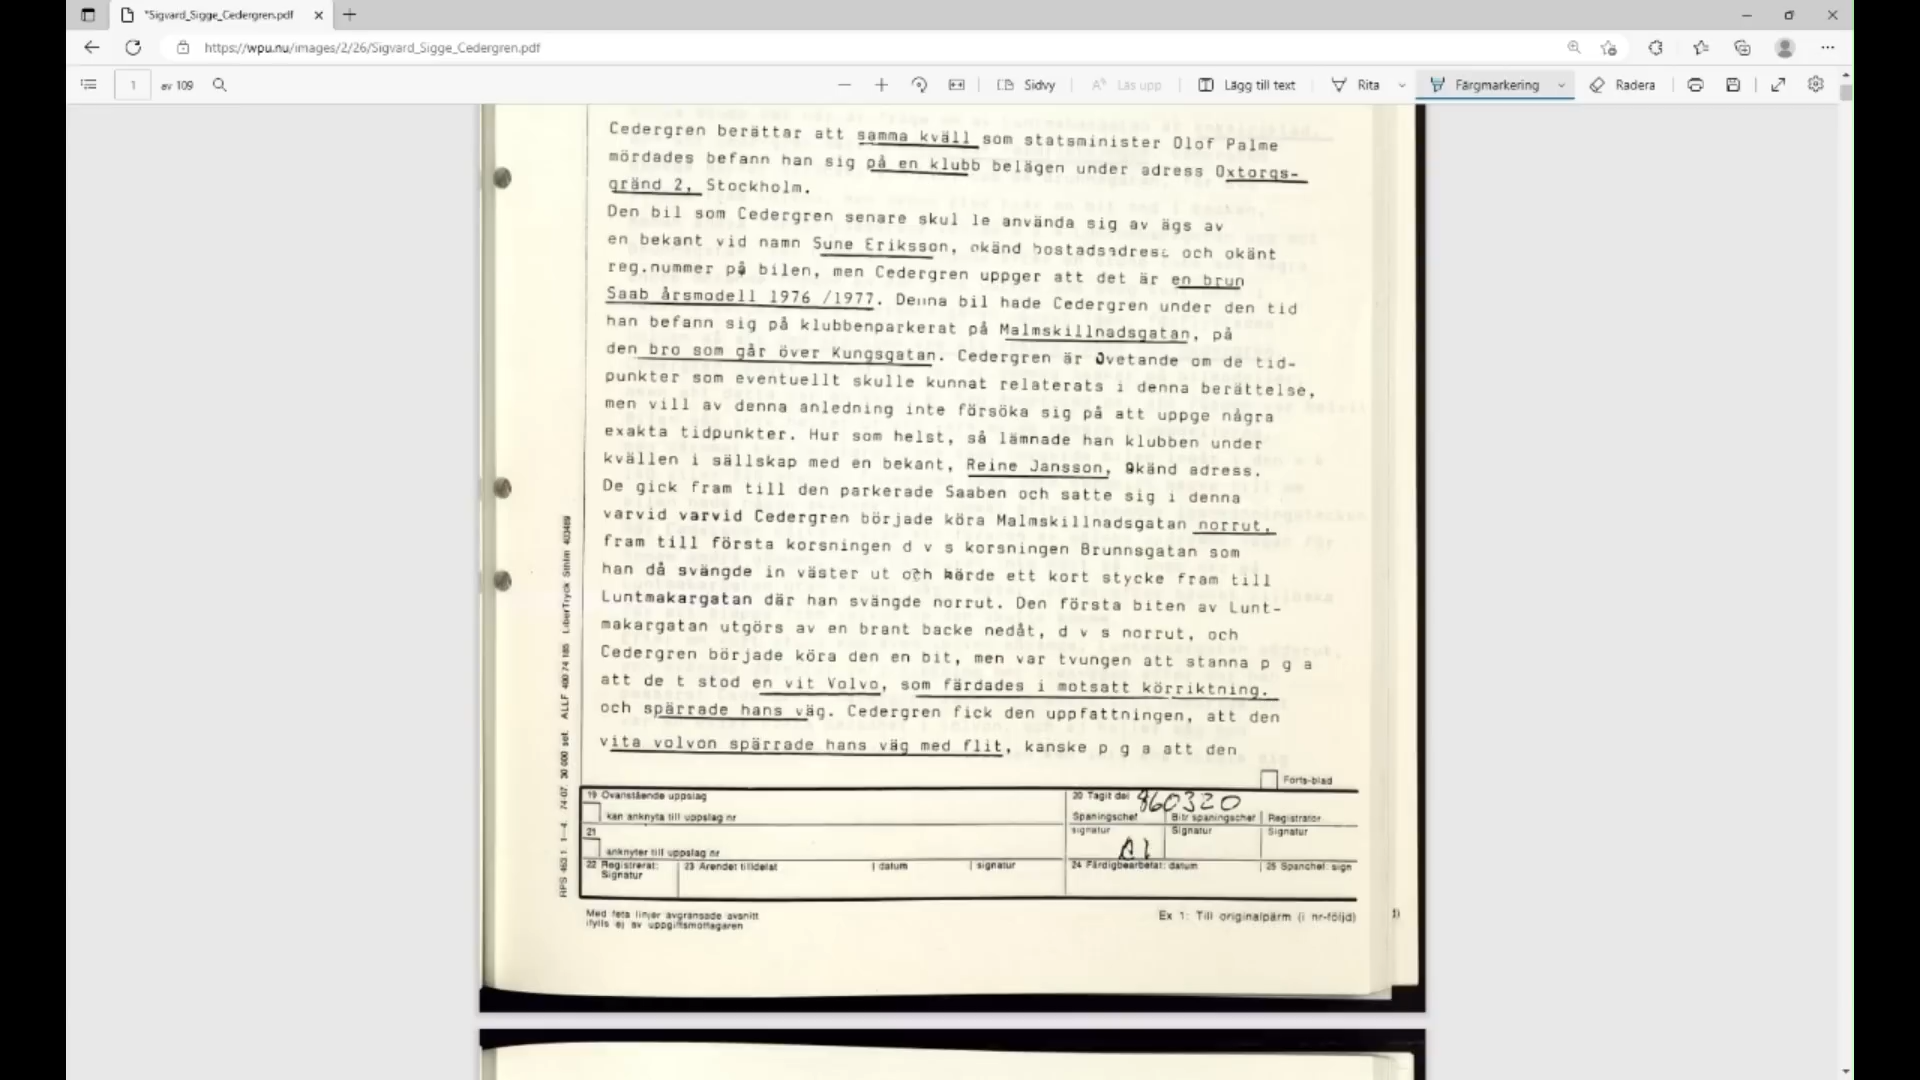 *Sigvard_Sigge_Cedergren.pdf
https://wpu.nu/images/2/26/Sigvard_Sigge_Cedergren.pdf
1 av 109 Sidvy Läs upp Lägg till text Rita Färgmarkering Radera
Cedergren berättar att samma kväll som statsminister Olof Palme
mördades befann han sig på en klubb belägen under adress Oxtorgs-
gränd 2, Stockholm.
Den bil som Cedergren senare skul le använda sig av ägs av
en bekant vid namn Sune Eriksson, okänd bostadsadress och okänt
reg.nummer på bilen, men Cedergren uppger att det är en brun
Saab årsmodell 1976 /1977. Denna bil hade Cedergren under den tid
han befann sig på klubbenparkerat på Malmskillnadsgatan, på
den bro som går över Kungsgatan. Cedergren är ovetande om de tid-
punkter som eventuellt skulle kunnat relaterats i denna berättelse,
men vill av denna anledning inte försöka sig på att uppge några
exakta tidpunkter. Hur som helst, så lämnade han klubben under
kvällen i sällskap med en bekant, Reine Jansson, okänd adress.
De gick fram till den parkerade Saaben och satte sig i denna
varvid varvid Cedergren började köra Malmskillnadsgatan norrut,
fram till första korsningen d v s korsningen Brunnsgatan som
han då svängde in väster ut och körde ett kort stycke fram till
Luntmakargatan där han svängde norrut. Den första biten av Lunt-
makargatan utgörs av en brant backe nedåt, d v s norrut, och
Cedergren började köra den en bit, men var tvungen att stanna p g a
att de t stod en vit Volvo, som färdades i motsatt körriktning.
och spärrade hans väg. Cedergren fick den uppfattningen, att den
vita volvon spärrade hans väg med flit, kanske p g a att den
Forts-blad
19 Ovanstående uppslag
kan anknyta till uppslag nr
20 Tagit del 860320
Spaningschef Bitr spaningschef Registrator
signatur Signatur Signatur
21
anknyter till uppslag nr
22 Registrerat: Signatur
23 Ärendet tilldelat datum signatur
24 Färdigbearbetat: datum
25 Spanchef: sign
Med feta linjer avgränsade avsnitt
ifylls ej av uppgiftsmottagaren
Ex 1: Till originalpärm (i nr-följd)